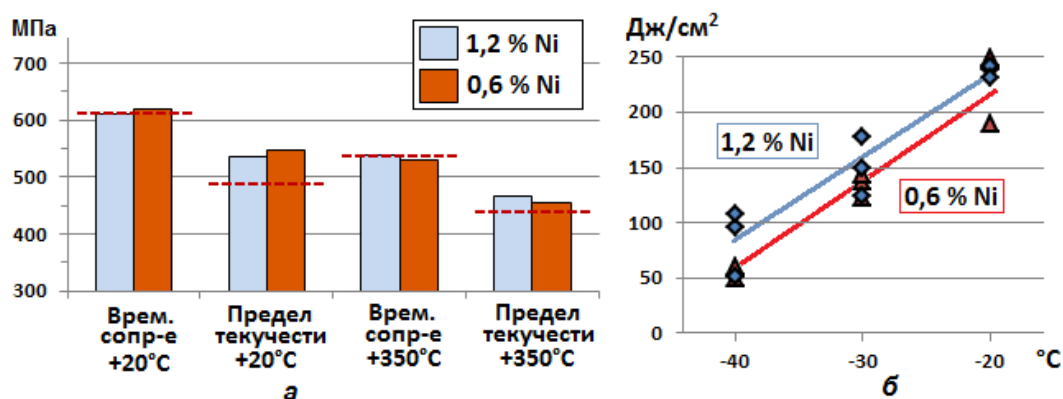 МПа
700
600
500
400
300
1,2 % Ni
0,6 % Ni
Врем.
сопр-е
+20°С
Предел
текучести
+20°С
Врем.
сопр-е
+350°С
Предел
текучести
+350°С
а
Дж/см²
250
200
150
100
50
0
1,2 % Ni
0,6 % Ni
-40
-30
-20
°С
б